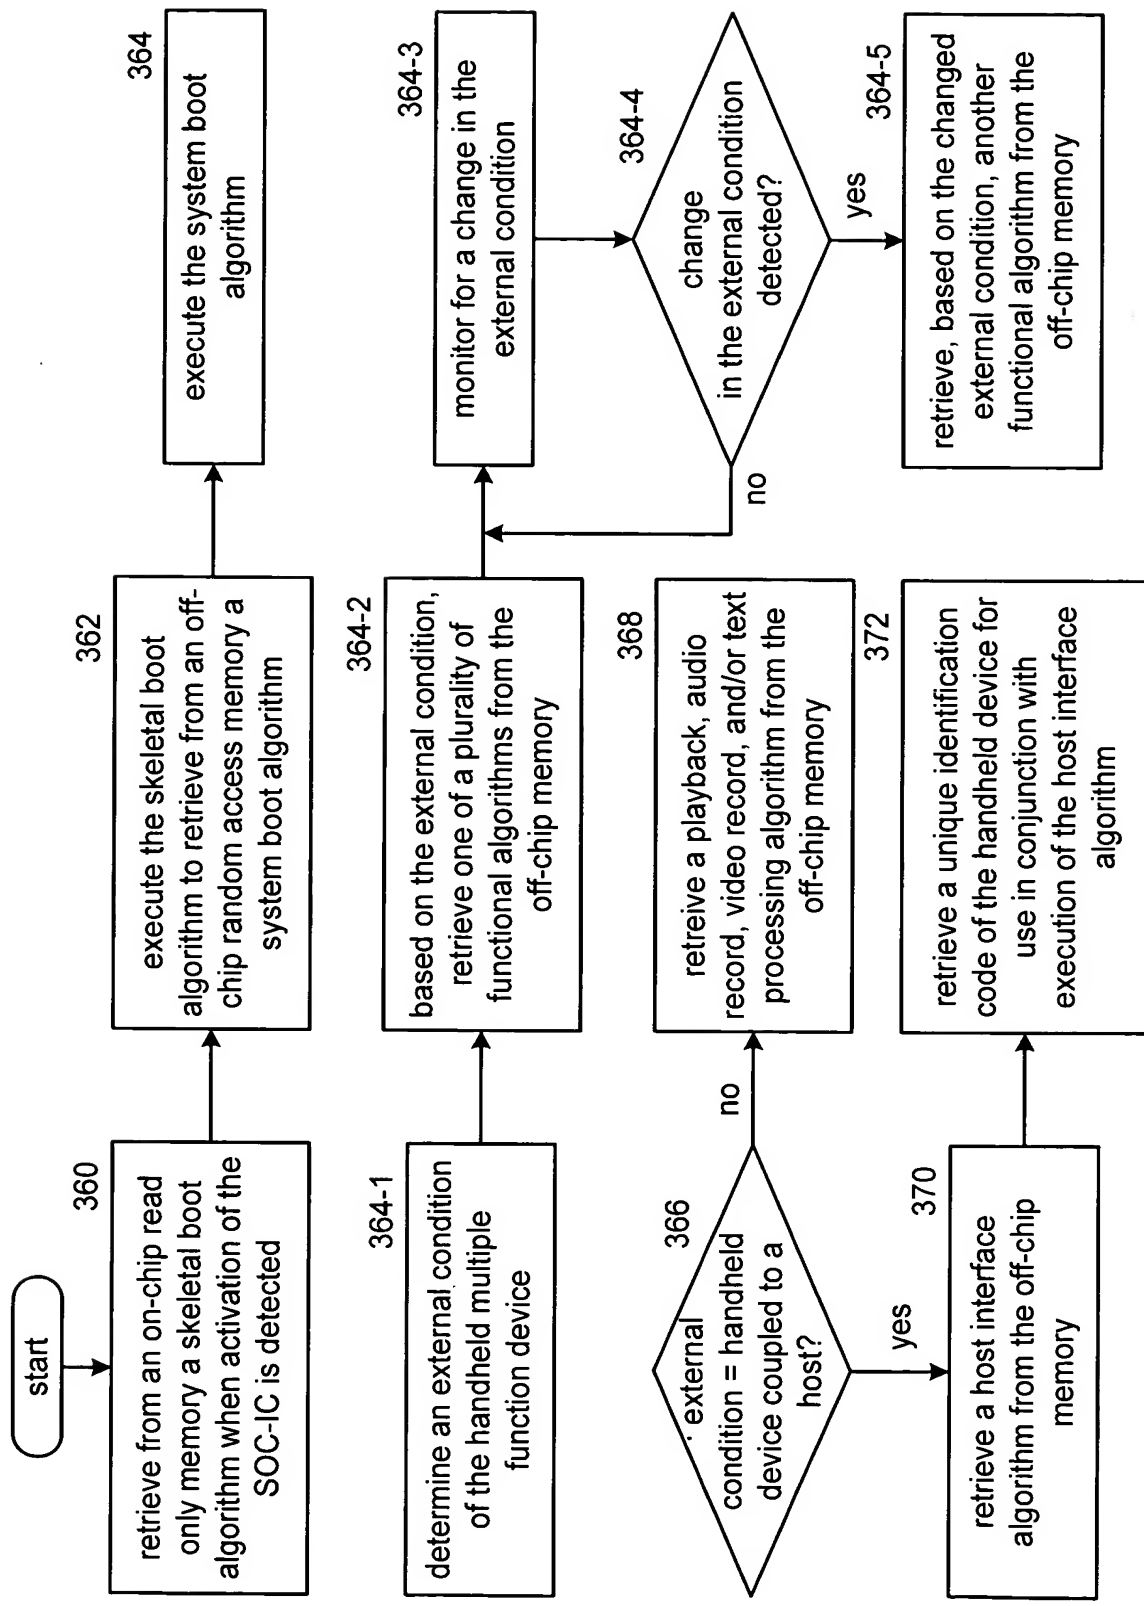 start
360
retrieve from an on-chip read
only memory a skeletal boot
algorithm when activation of the
SOC-IC is detected
362
execute the skeletal boot
algorithm to retrieve from an off-
chip random access memory a
system boot algorithm
364
execute the system boot
algorithm
364-1
determine an external condition
of the handheld multiple
function device
364-2
based on the external condition,
retrieve one of a plurality of
functional algorithms from the
off-chip memory
364-3
monitor for a change in the
external condition
364-4
change
in the external condition
detected?
no
yes
364-5
retrieve, based on the changed
external condition, another
functional algorithm from the
off-chip memory
366
external
condition = handheld
device coupled to a
host?
no
yes
368
retreive a playback, audio
record, video record, and/or text
processing algorithm from the
off-chip memory
370
retrieve a host interface
algorithm from the off-chip
memory
372
retrieve a unique identification
code of the handheld device for
use in conjunction with
execution of the host interface
algorithm